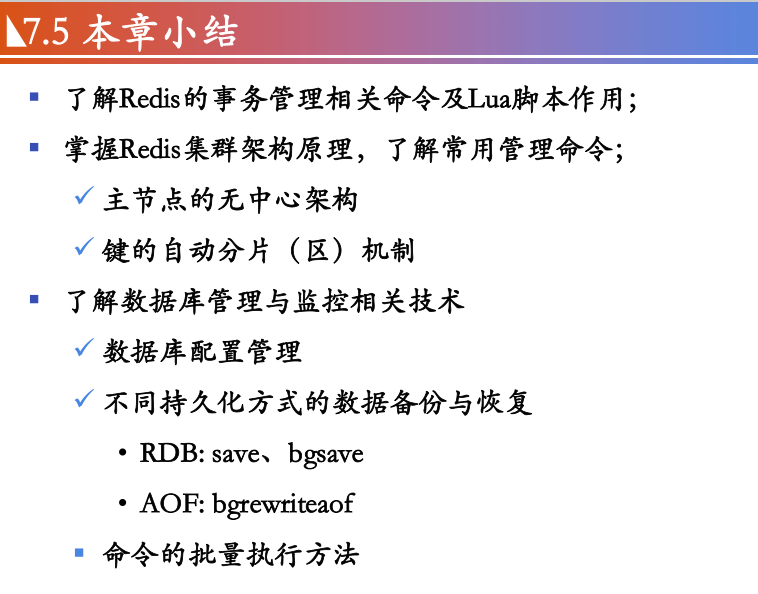 7.5 本章小结
了解Redis的事务管理相关命令及Lua脚本作用;
掌握Redis集群架构原理，了解常用管理命令;
主节点的无中心架构
键的自动分片（区）机制
了解数据库管理与监控相关技术
数据库配置管理
不同持久化方式的数据备份与恢复
RDB: save、bgsave
AOF: bgrewriteaof
命令的批量执行方法